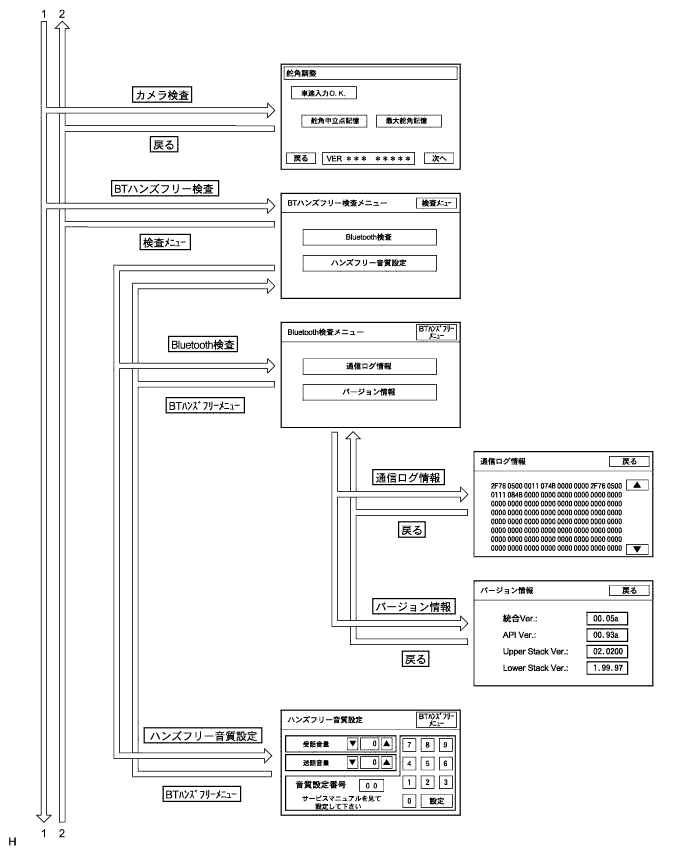 1 2
カメラ検査
戻る
舵角調整
車速入力O.K.
舵角中立点記憶 最大舵角記憶
戻る VER *** ***** 次へ
BTハンズフリー検査
検査ﾒﾆｭｰ
BTハンズフリー検査メニュー 検査ﾒﾆｭｰ
Bluetooth検査
ハンズフリー音質設定
Bluetooth検査
BTﾊﾝｽﾞﾌﾘｰﾒﾆｭｰ
Bluetooth検査メニュー BTﾊﾝｽﾞﾌﾘｰ
ﾒﾆｭｰ
通信ログ情報
バージョン情報
通信ログ情報
戻る
通信ログ情報 戻る
2F76 0500 0011 074B 0000 0000 2F76 0500 ▲
0111 084B 0000 0000 0000 0000 0000 0000
0000 0000 0000 0000 0000 0000 0000 0000
0000 0000 0000 0000 0000 0000 0000 0000
0000 0000 0000 0000 0000 0000 0000 0000
0000 0000 0000 0000 0000 0000 0000 0000
0000 0000 0000 0000 0000 0000 0000 0000
0000 0000 0000 0000 0000 0000 0000 0000 ▼
バージョン情報
戻る
バージョン情報 戻る
統合Ver.: 00.05a
API Ver.: 00.93a
Upper Stack Ver.: 02.0200
Lower Stack Ver.: 1.99.97
ハンズフリー音質設定
BTﾊﾝｽﾞﾌﾘｰﾒﾆｭｰ
ハンズフリー音質設定 BTﾊﾝｽﾞﾌﾘｰ
ﾒﾆｭｰ
受話音量 ▼ 0 ▲ 7 8 9
送話音量 ▼ 0 ▲ 4 5 6
音質設定番号 0 0 1 2 3
サービスマニュアルを見て
設定して下さい
0 設定
1 2
H